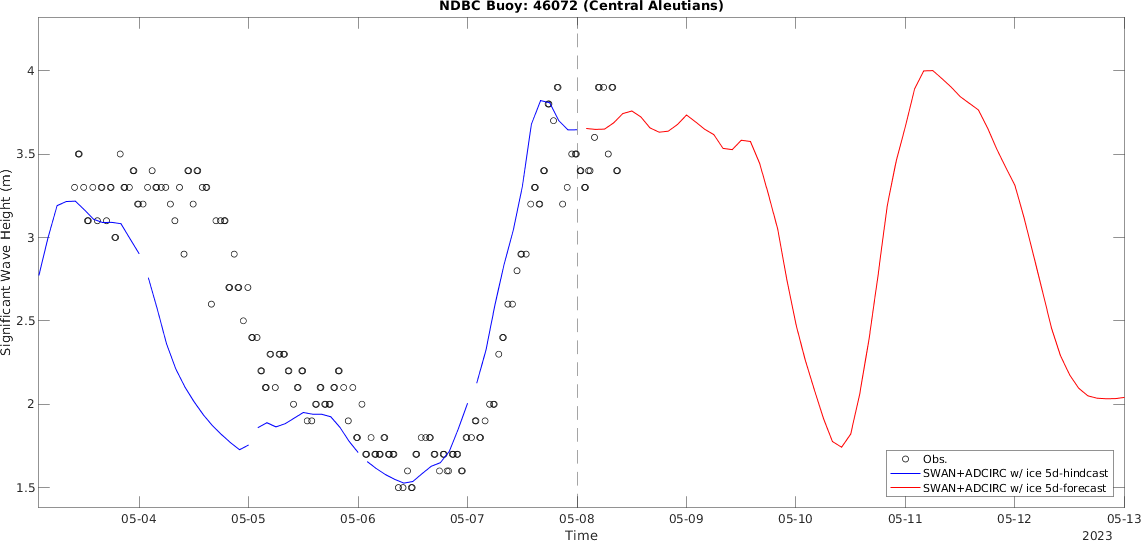 NDBC Buoy: 46072 (Central Aleutians)
Significant Wave Height (m)
4
3.5
3
2.5
2
1.5
Obs.
SWAN+ADCIRC w/ ice 5d-hindcast
SWAN+ADCIRC w/ ice 5d-forecast
05-04 05-05 05-06 05-07 05-08 05-09 05-10 05-11 05-12 05-13
Time
2023